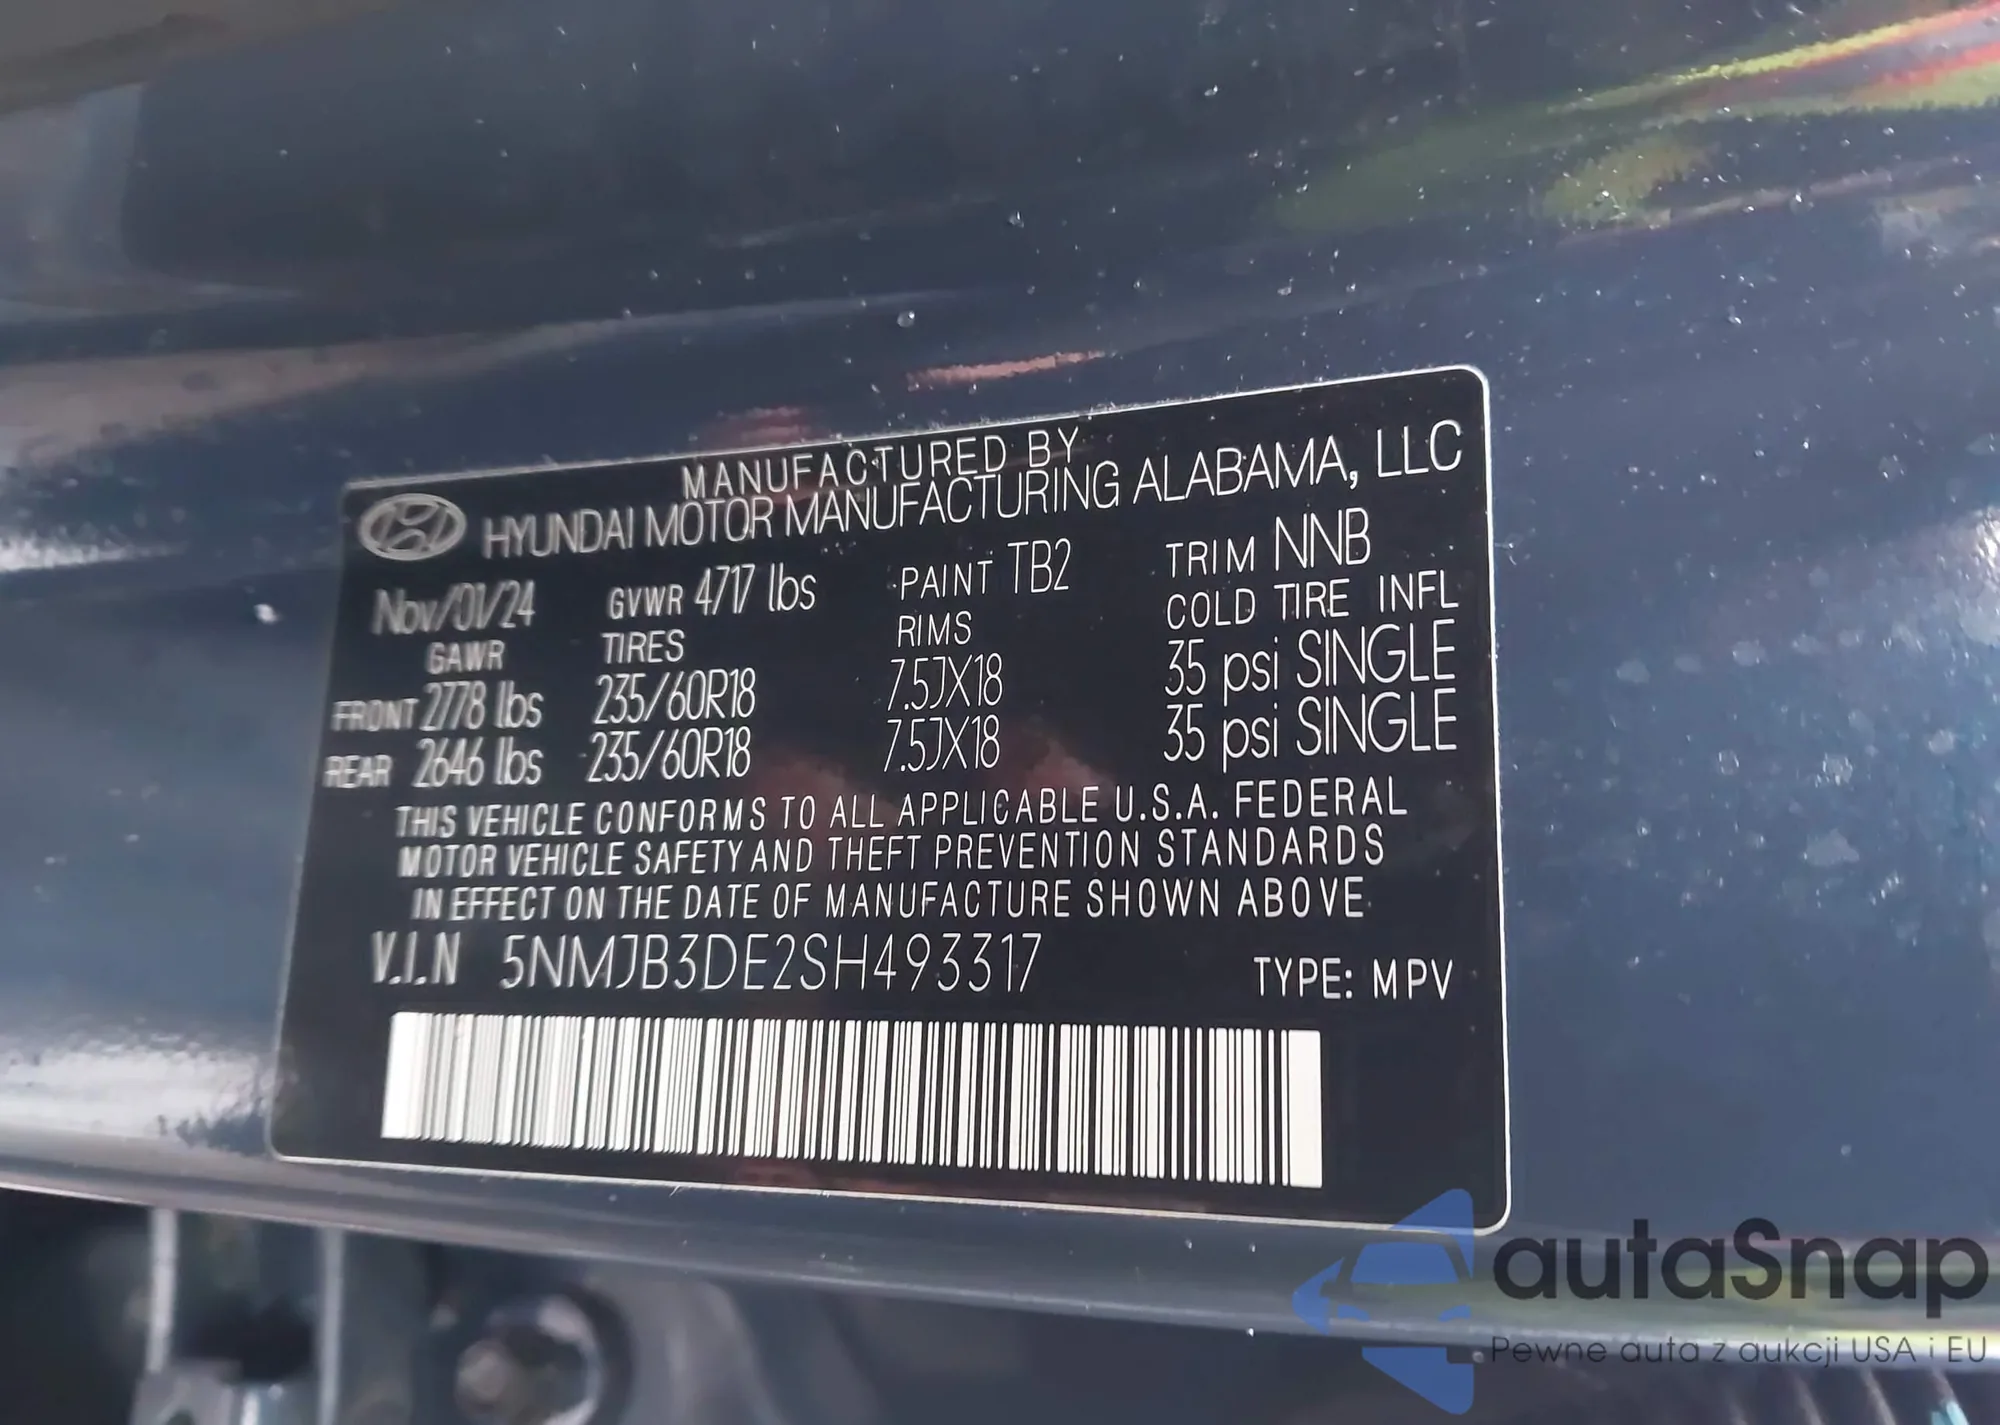 MANUFACTURED BY
HYUNDAI MOTOR MANUFACTURING ALABAMA, LLC
Nov/01/24 GVWR 4717 lbs PAINT TB2 TRIM NNB
GAWR TIRES RIMS COLD TIRE INFL
FRONT 2778 lbs 235/60R18 7.5JX18 35 psi SINGLE
REAR 2646 lbs 235/60R18 7.5JX18 35 psi SINGLE
THIS VEHICLE CONFORMS TO ALL APPLICABLE U.S.A. FEDERAL
MOTOR VEHICLE SAFETY AND THEFT PREVENTION STANDARDS
IN EFFECT ON THE DATE OF MANUFACTURE SHOWN ABOVE
V.I.N 5NMJB3DE2SH493317 TYPE: MPV
autaSnap
Pewne auta z aukcji USA i EU